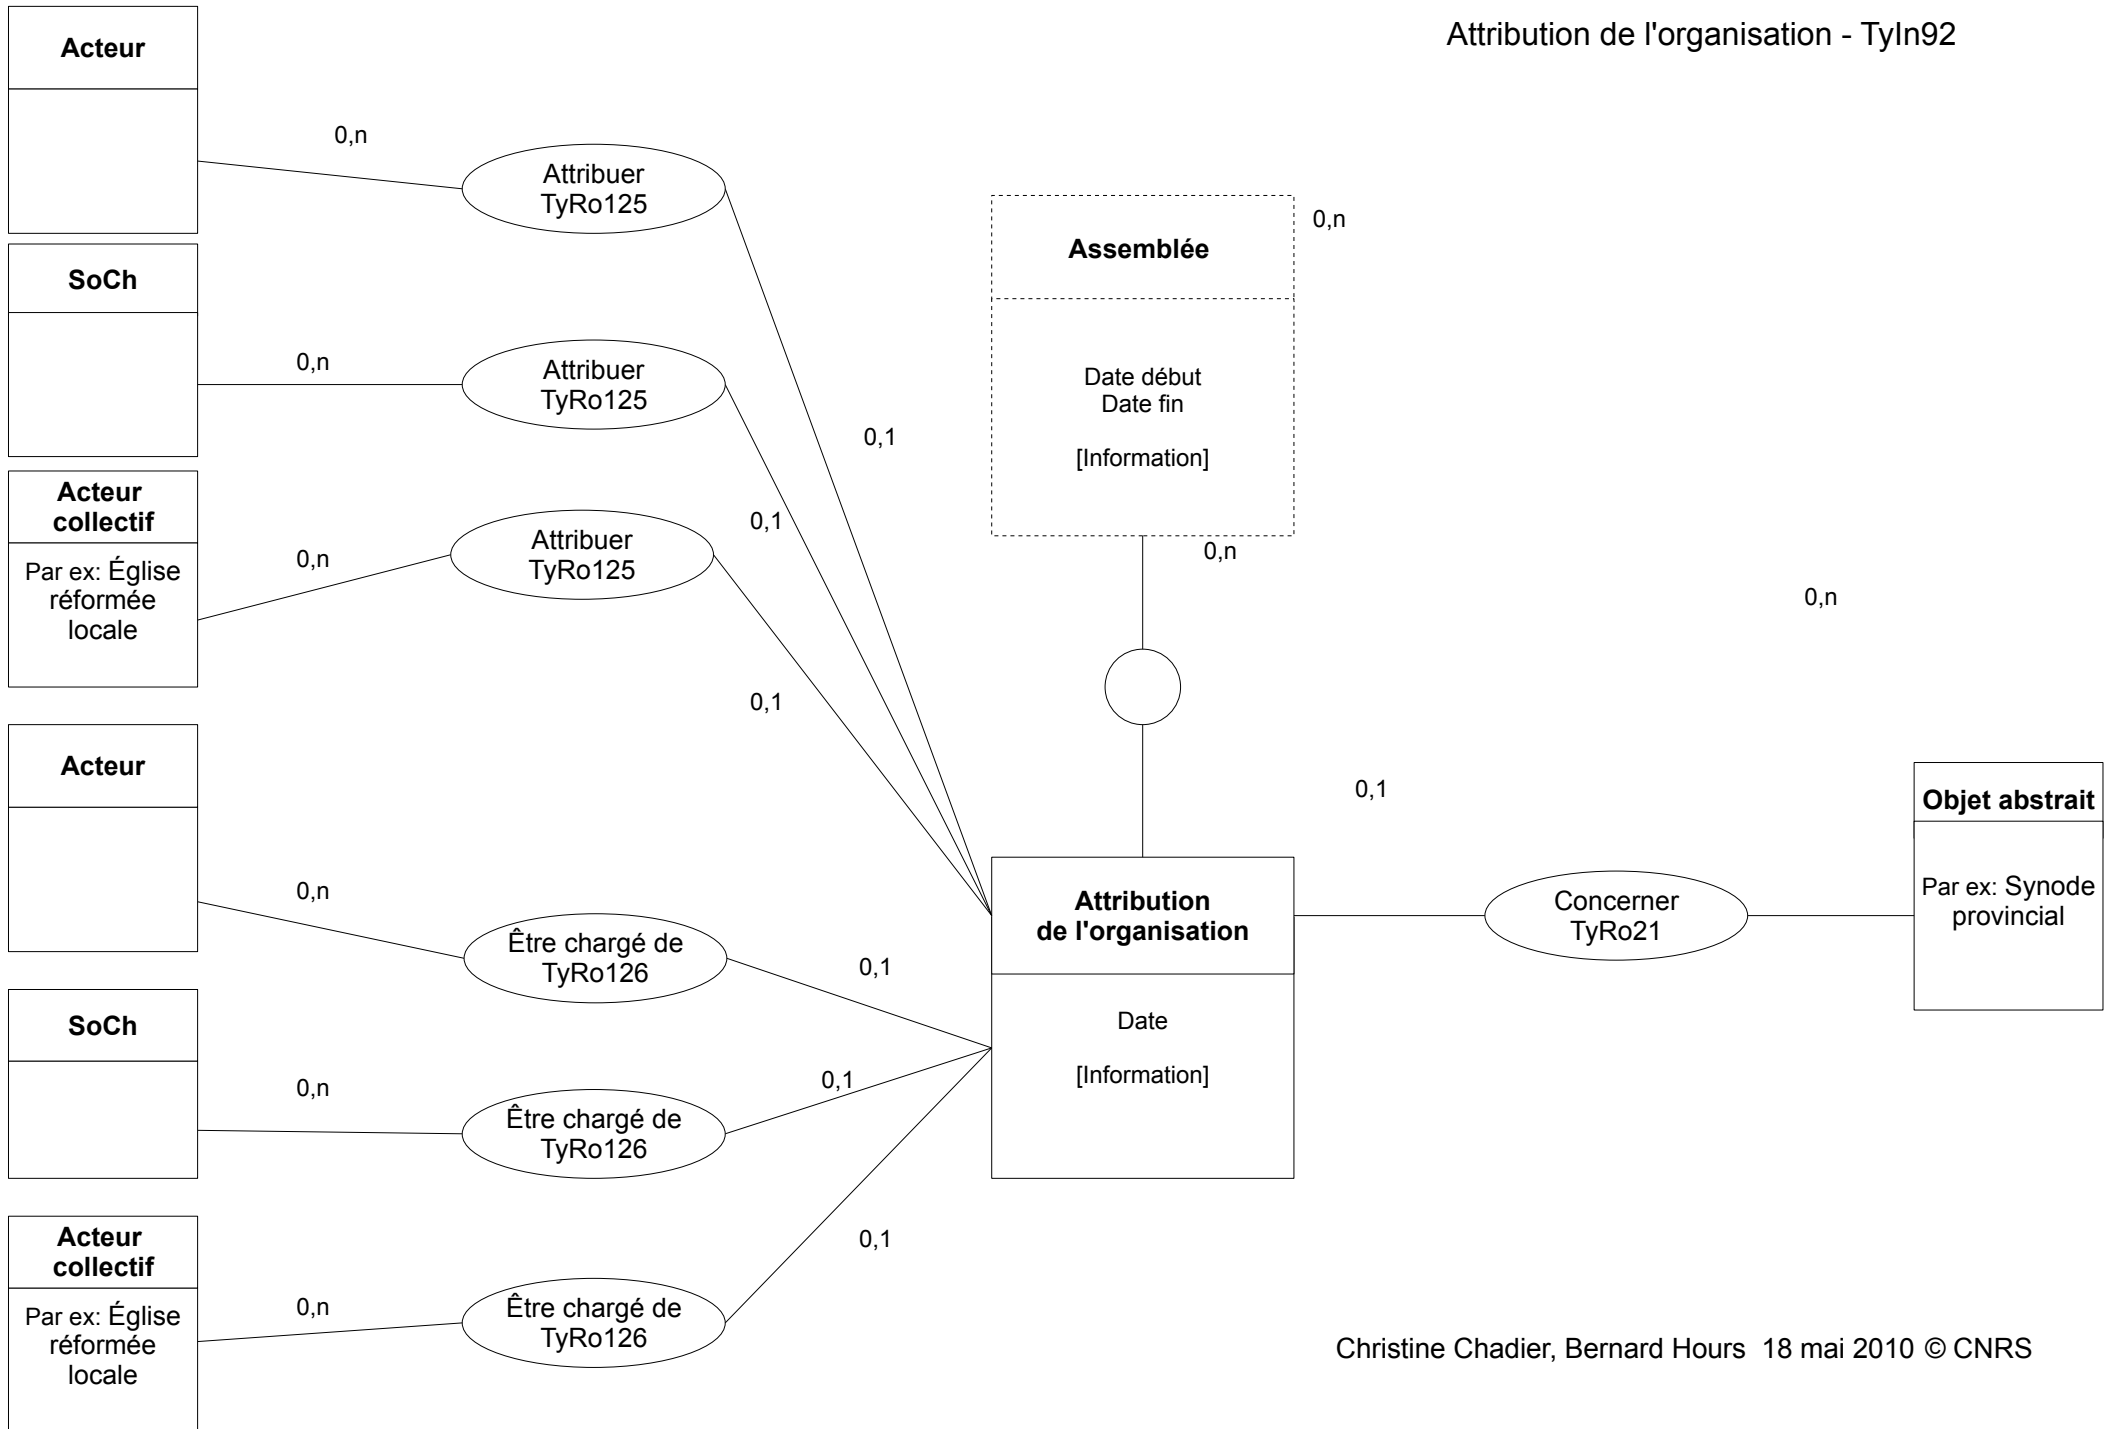 Attribution de l'organisation - TyIn92
Acteur
0,n
Attribuer
TyRo125
SoCh
0,n
Attribuer
TyRo125
0,1
Acteur
collectif
Par ex: Église
réformée
locale
0,n
Attribuer
TyRo125
0,1
0,1
Assemblée
0,n
Date début
Date fin
[Information]
0,n
0,n
Acteur
0,n
Être chargé de
TyRo126
0,1
SoCh
0,n
Être chargé de
TyRo126
0,1
Acteur
collectif
Par ex: Église
réformée
locale
0,n
Être chargé de
TyRo126
0,1
Attribution
de l'organisation
Date
[Information]
0,1
Concerner
TyRo21
Objet abstrait
Par ex: Synode
provincial
Christine Chadier, Bernard Hours 18 mai 2010 © CNRS